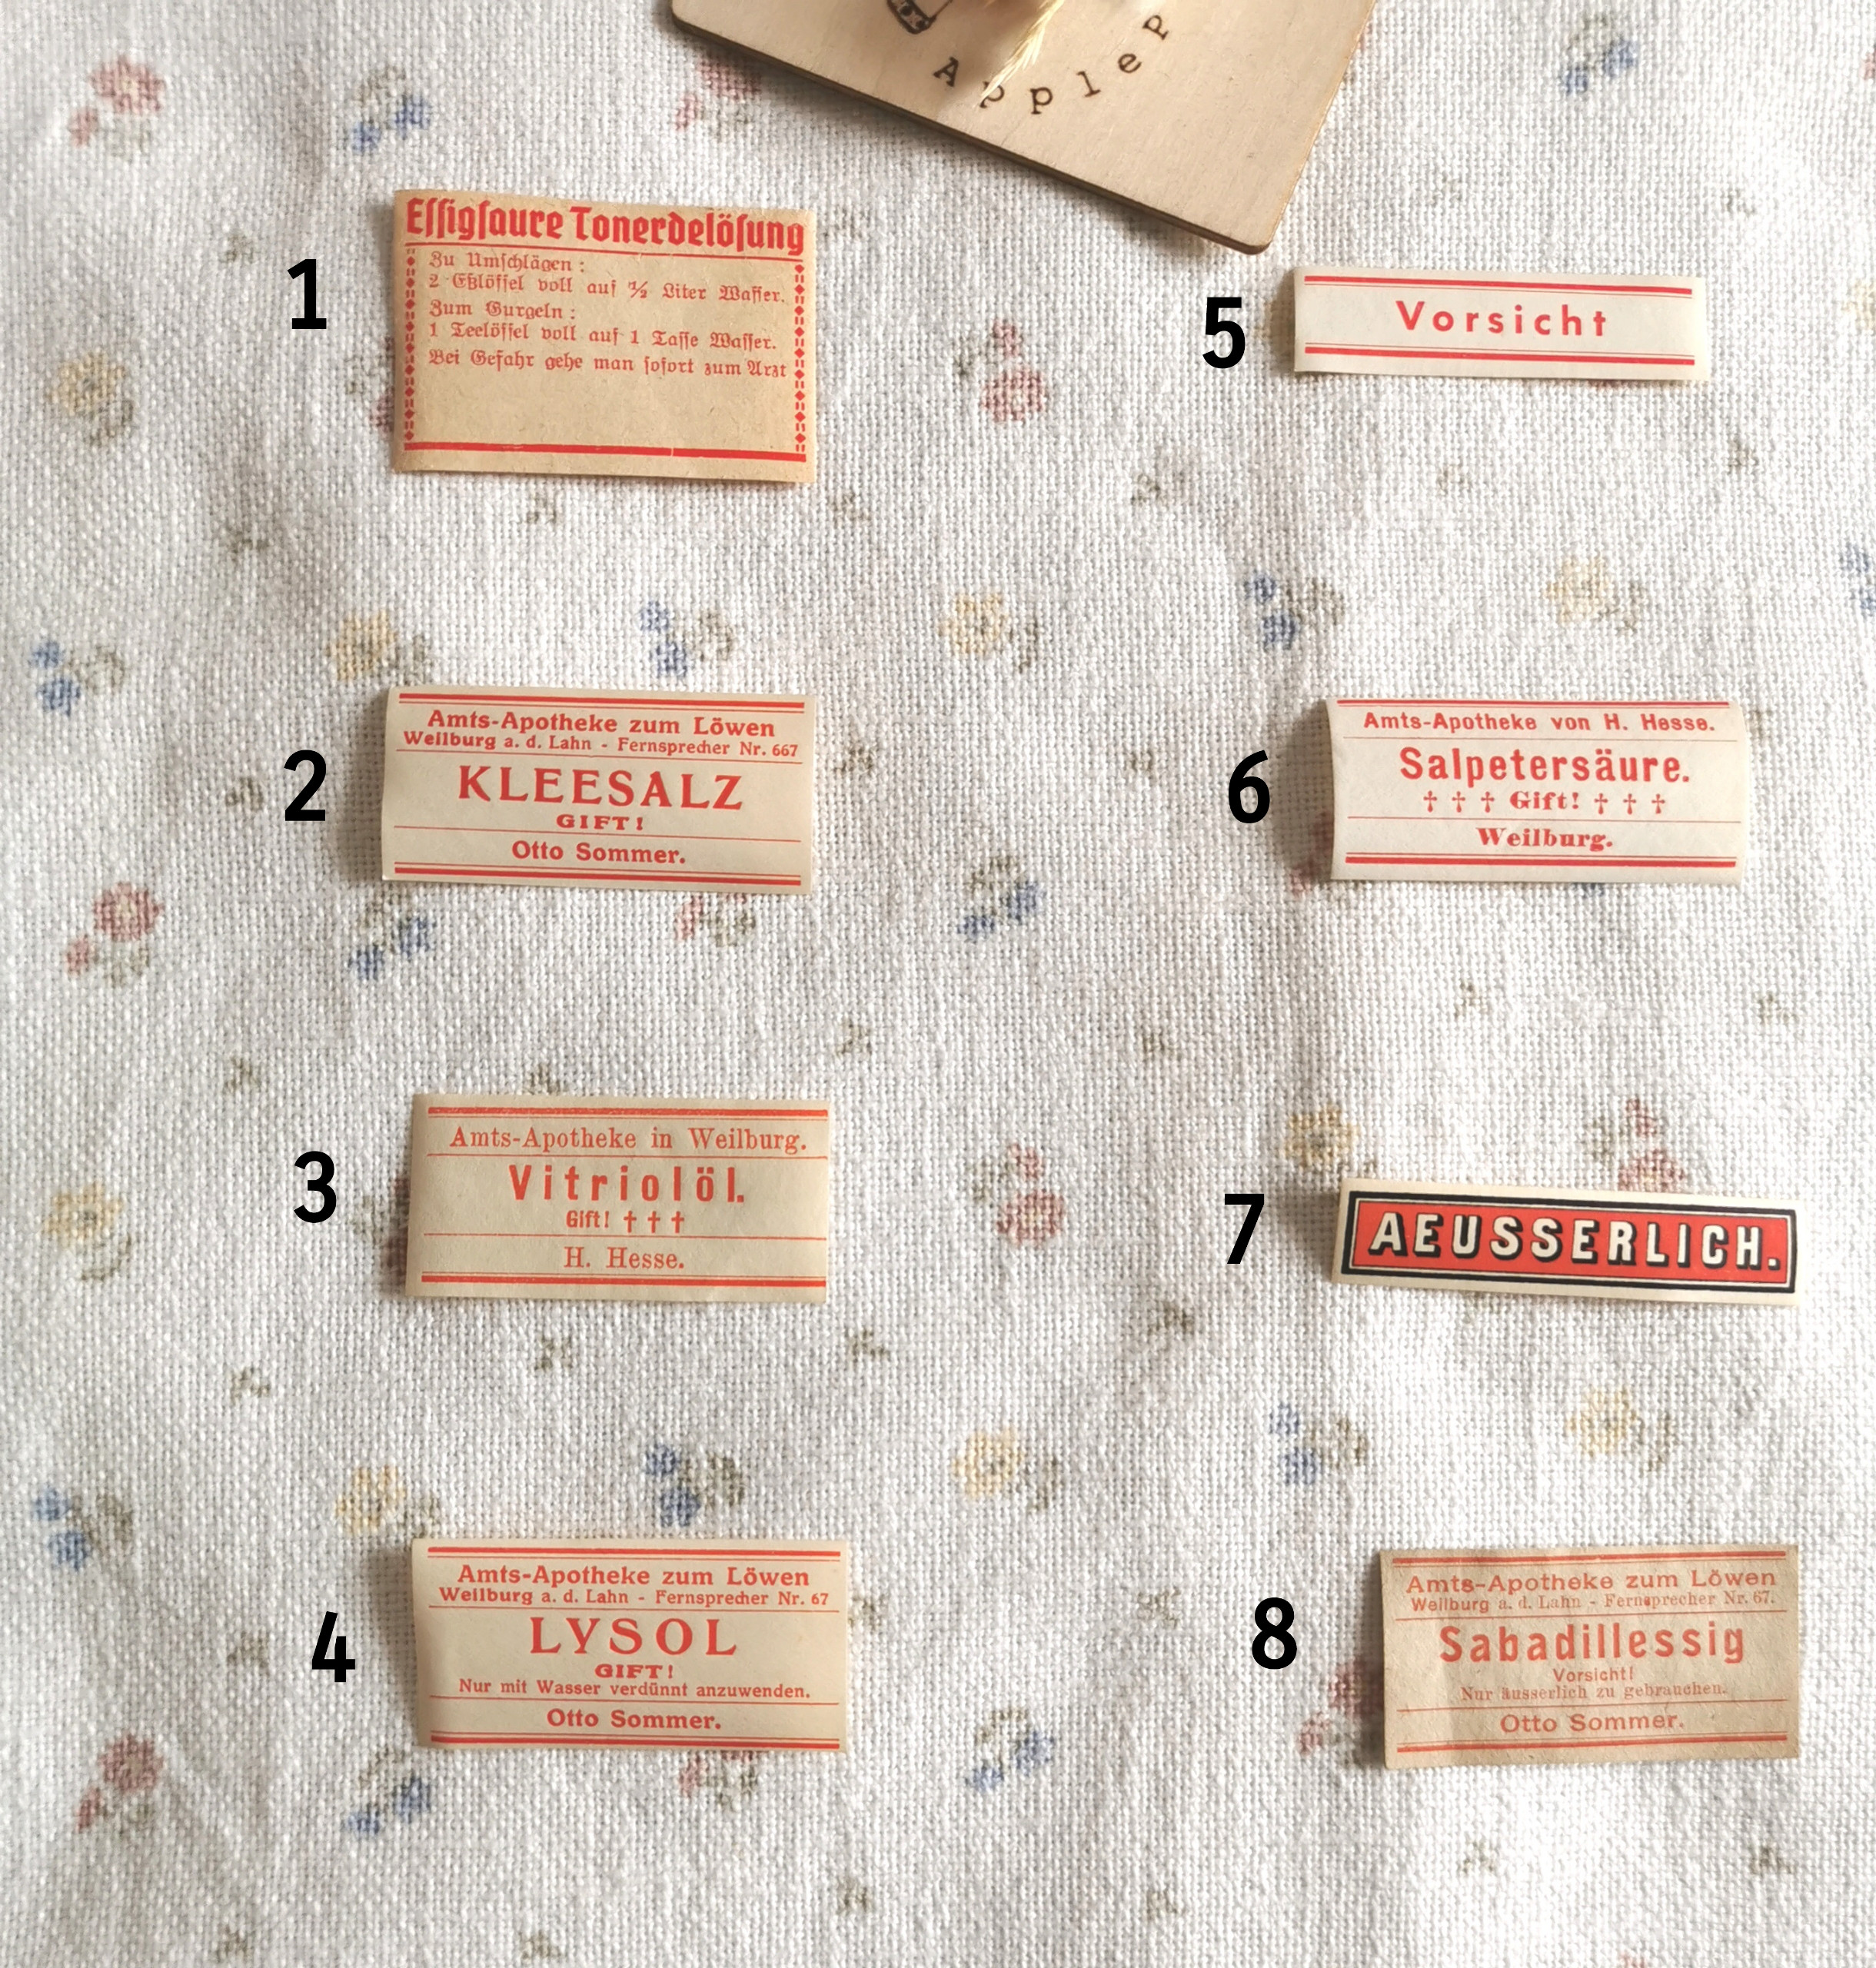 AppleP
1
Essigsaure Tonerdelösung
Zu Umschlägen:
2 Eßlöffel voll auf ½ Liter Wasser.
Zum Gurgeln:
1 Teelöffel voll auf 1 Tasse Wasser.
Bei Gefahr gehe man sofort zum Arzt
2
Amts-Apotheke zum Löwen
Weilburg a. d. Lahn - Fernsprecher Nr. 667
KLEESALZ
GIFT!
Otto Sommer.
3
Amts-Apotheke in Weilburg.
Vitriolöl.
Gift! † † †
H. Hesse.
4
Amts-Apotheke zum Löwen
Weilburg a. d. Lahn - Fernsprecher Nr. 67
LYSOL
GIFT!
Nur mit Wasser verdünnt anzuwenden.
Otto Sommer.
5
Vorsicht
6
Amts-Apotheke von H. Hesse.
Salpetersäure.
† † † Gift! † † †
Weilburg.
7
AEUSSERLICH.
8
Amts-Apotheke zum Löwen
Weilburg a. d. Lahn - Fernsprecher Nr. 67.
Sabadillessig
Vorsicht!
Nur äusserlich zu gebrauchen.
Otto Sommer.